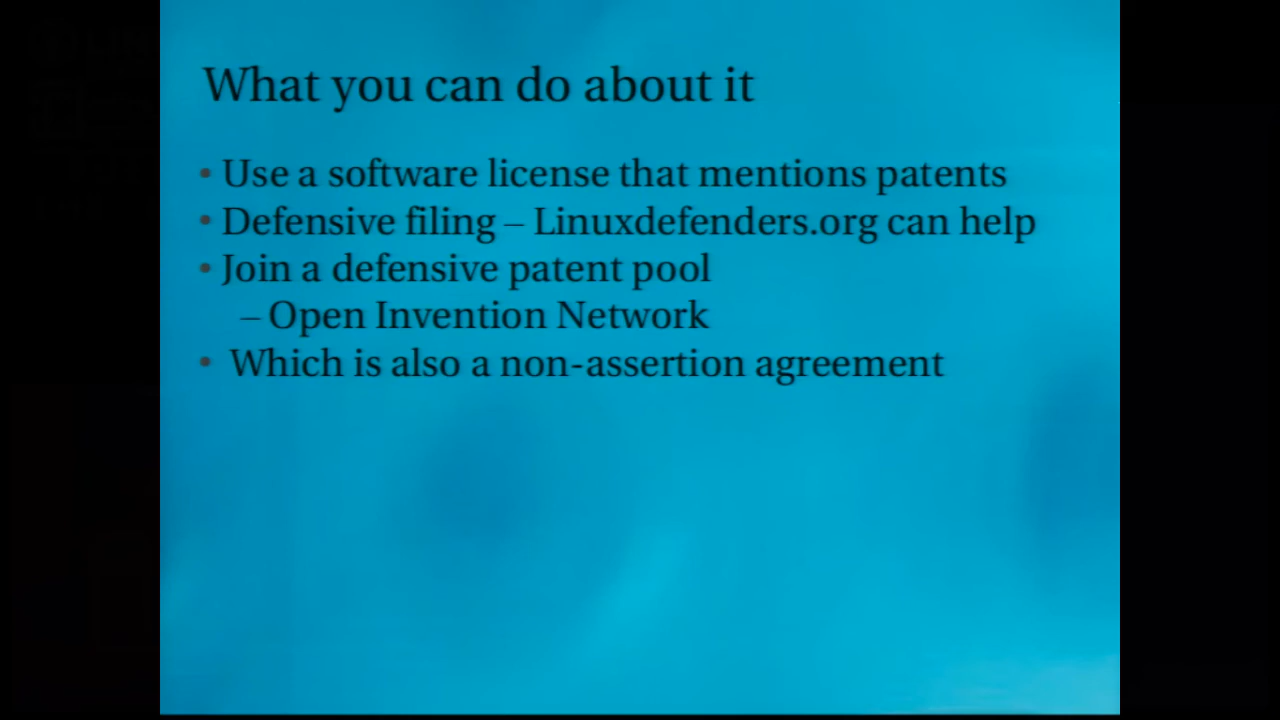 What you can do about it
• Use a software license that mentions patents
• Defensive filing – Linuxdefenders.org can help
• Join a defensive patent pool
– Open Invention Network
• Which is also a non-assertion agreement